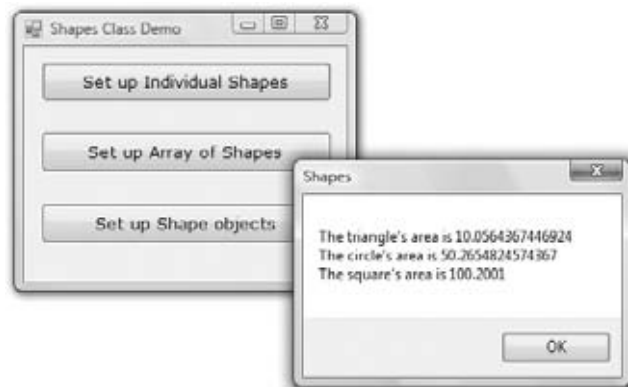 Shapes Class Demo
Set up Individual Shapes
Set up Array of Shapes
Set up Shape objects
Shapes
The triangle's area is 10.0564367446924
The circle's area is 50.2654824574367
The square's area is 100.2001
OK